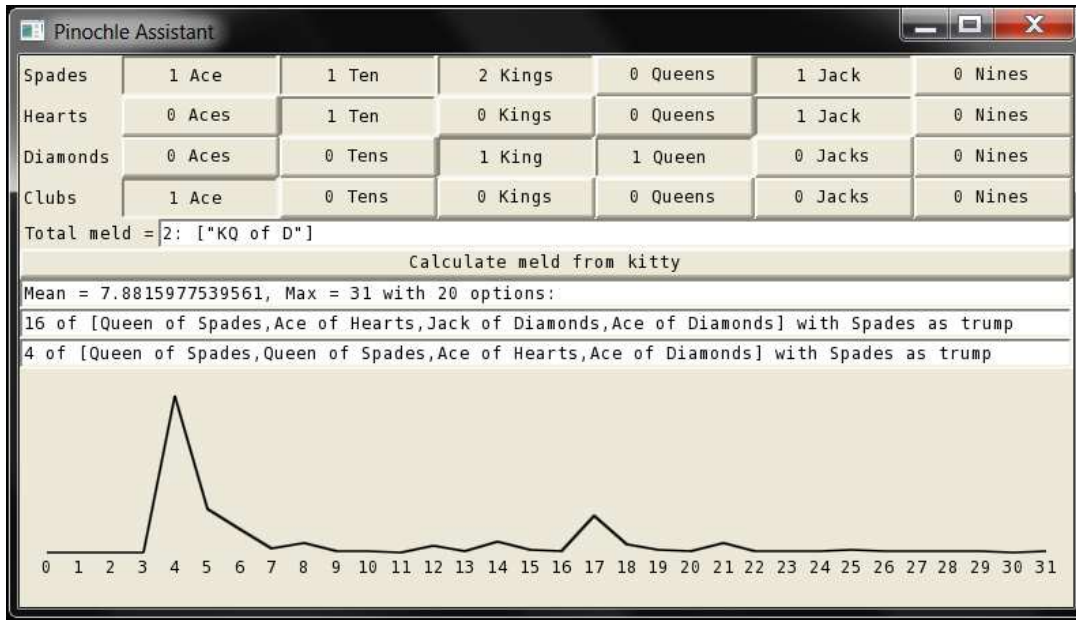 Pinochle Assistant
Spades 1 Ace 1 Ten 2 Kings 0 Queens 1 Jack 0 Nines
Hearts 0 Aces 1 Ten 0 Kings 0 Queens 1 Jack 0 Nines
Diamonds 0 Aces 0 Tens 1 King 1 Queen 0 Jacks 0 Nines
Clubs 1 Ace 0 Tens 0 Kings 0 Queens 0 Jacks 0 Nines
Total meld = 2: ["KQ of D"]
Calculate meld from kitty
Mean = 7.8815977539561, Max = 31 with 20 options:
16 of [Queen of Spades,Ace of Hearts,Jack of Diamonds,Ace of Diamonds] with Spades as trump
4 of [Queen of Spades,Queen of Spades,Ace of Hearts,Ace of Diamonds] with Spades as trump
0 1 2 3 4 5 6 7 8 9 10 11 12 13 14 15 16 17 18 19 20 21 22 23 24 25 26 27 28 29 30 31